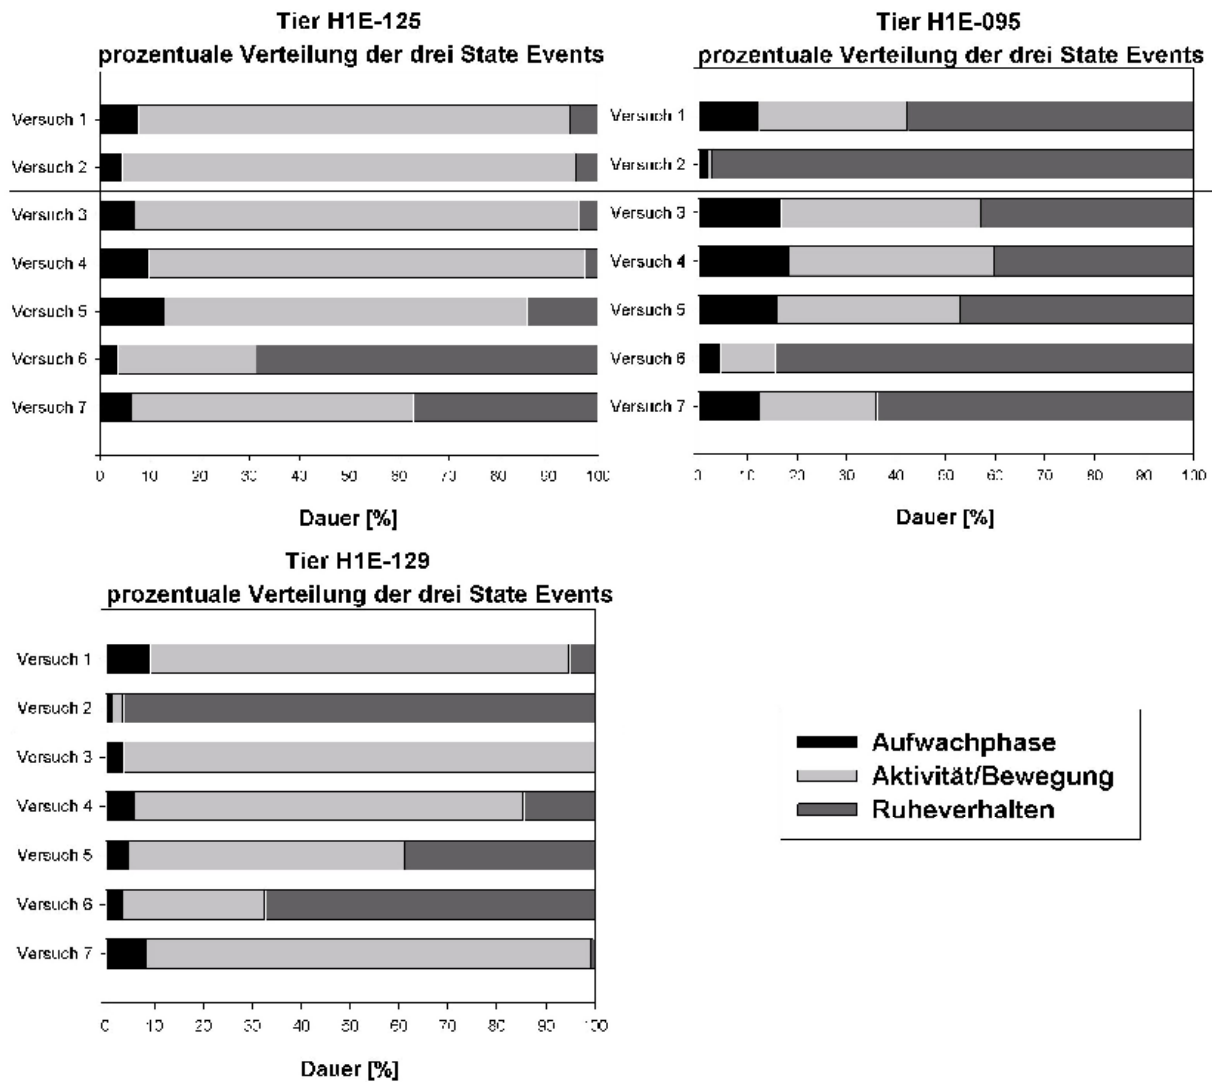 Tier H1E-125
prozentuale Verteilung der drei State Events
Versuch 1
Versuch 2
Versuch 3
Versuch 4
Versuch 5
Versuch 6
Versuch 7
0 10 20 30 40 50 60 70 80 90 100
Dauer [%]
Tier H1E-095
prozentuale Verteilung der drei State Events
Versuch 1
Versuch 2
Versuch 3
Versuch 4
Versuch 5
Versuch 6
Versuch 7
0 10 20 30 40 50 60 70 80 90 100
Dauer [%]
Tier H1E-129
prozentuale Verteilung der drei State Events
Versuch 1
Versuch 2
Versuch 3
Versuch 4
Versuch 5
Versuch 6
Versuch 7
0 10 20 30 40 50 60 70 80 90 100
Dauer [%]
Aufwachphase
Aktivität/Bewegung
Ruheverhalten